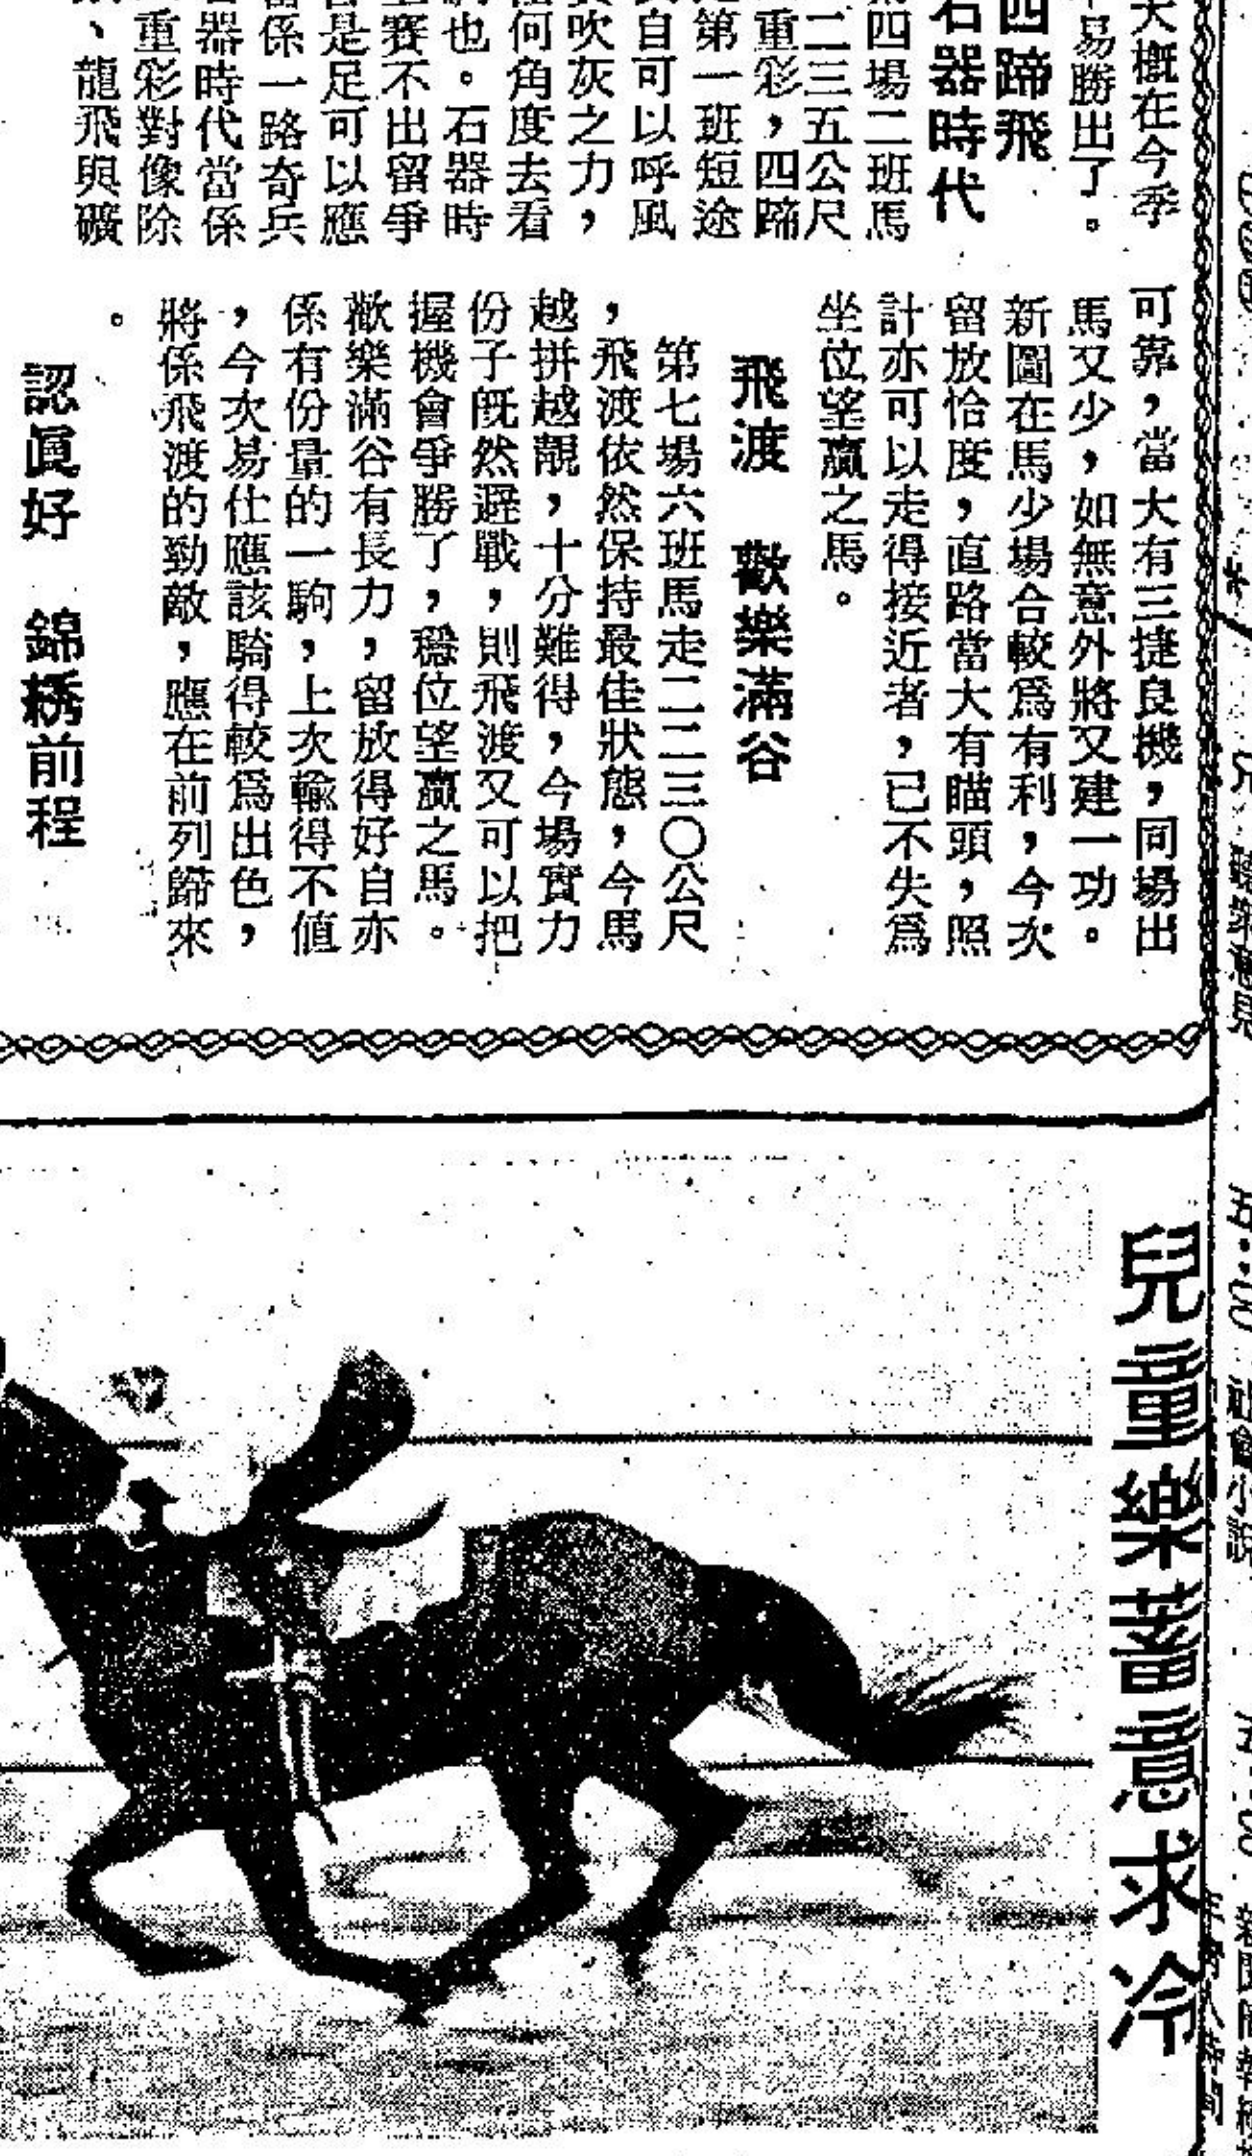 大概在今季
易勝出了。
四蹄飛
石器時代
四場二班馬
二三五公尺
重彩，四蹄
第一班短途
自可以呼風
吹灰之力，
何角度去看
也。石器時
賽不出留爭
是足可以應
係一路奇兵
器時代當係
重彩對像除
、龍飛與礦
可靠，當大有三捷良機，同場出
馬又少，如無意外將又建一功。
新圖在馬少場合較爲有利，今次
留放恰度，直路當大有瞄頭，照
計亦可以走得接近者，已不失爲
坐位望贏之馬。
飛渡　歡樂滿谷
第七場六班馬走二二三〇公尺
，飛渡依然保持最佳狀態，今馬
越拼越靚，十分難得，今場實力
份子既然避戰，則飛渡又可以把
握機會爭勝了，穩位望贏之馬。
歡樂滿谷有長力，留放得好自亦
係有份量的一駒，上次輸得不值
，今次易仕應該騎得較爲出色，
將係飛渡的勁敵，應在前列歸來
。
認眞好　錦綉前程
兒童樂蓄意求冷
社會小說